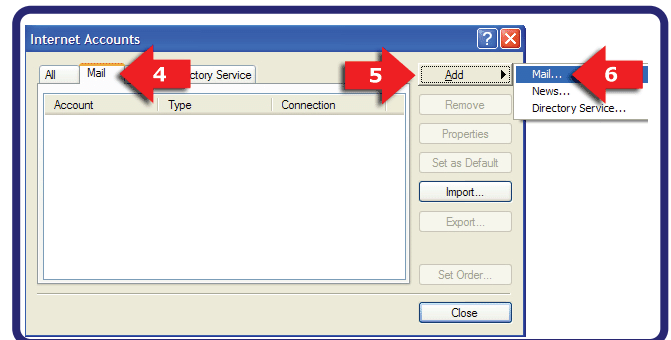 Internet Accounts
All
Mail
4
ctory Service
5
Add
Mail...
6
News...
Directory Service...
Account
Type
Connection
Remove
Properties
Set as Default
Import...
Export...
Set Order...
Close